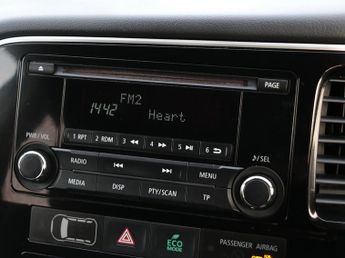 PAGE
FM2
14:42 Heart
1 RPT 2 RDM 3 ◄◄ 4 ►► 5 ►II 6 ⮌
PWR/VOL
♪/SEL
RADIO MENU
MEDIA DISP PTY/SCAN TP
ECO
MODE
PASSENGER AIRBAG